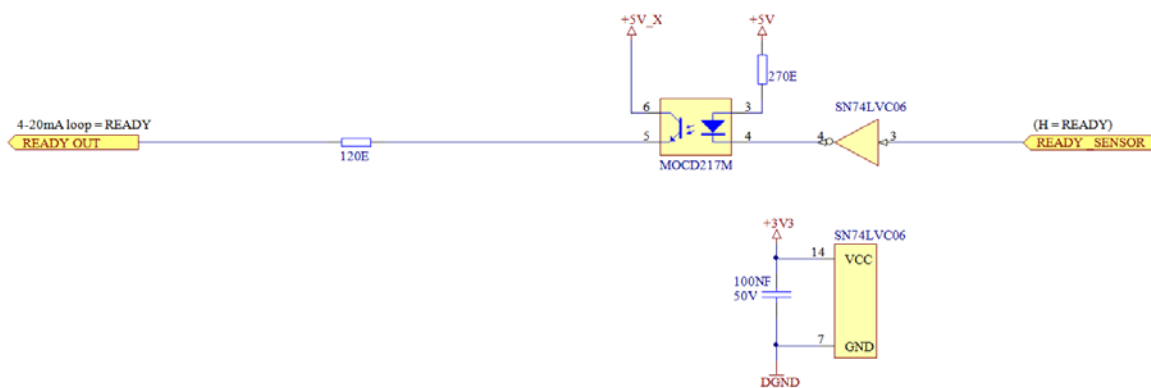 +5V_X
+5V
270E
SN74LVC06
4-20mA loop = READY
6
3
(H = READY)
READY OUT
120E
5
4
4
3
READY_SENSOR
MOCD217M
+3V3
SN74LVC06
14
VCC
100NF
50V
7
GND
DGND